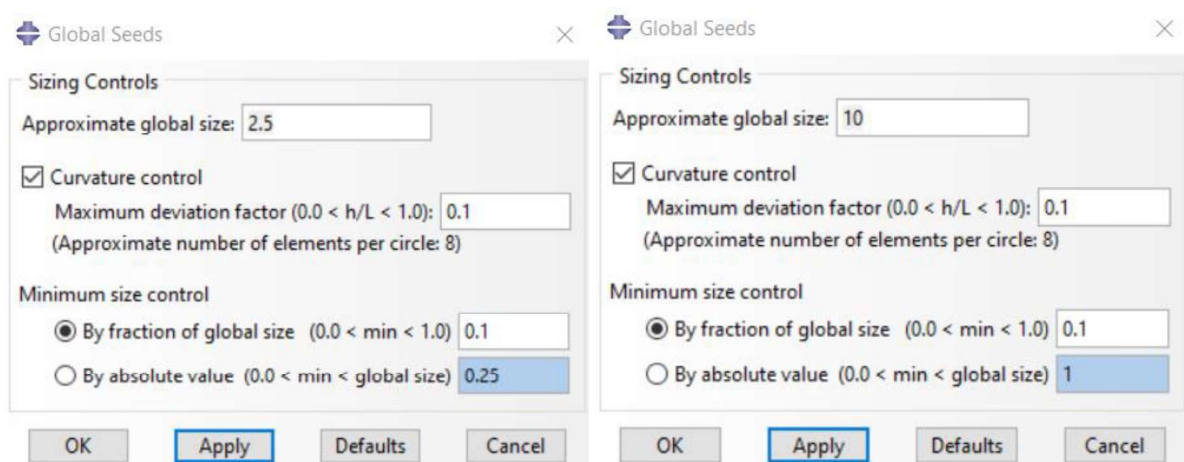 Global Seeds
Sizing Controls
Approximate global size: 2.5
Curvature control
Maximum deviation factor (0.0 < h/L < 1.0): 0.1
(Approximate number of elements per circle: 8)
Minimum size control
By fraction of global size (0.0 < min < 1.0) 0.1
By absolute value (0.0 < min < global size) 0.25
OK Apply Defaults Cancel
Global Seeds
Sizing Controls
Approximate global size: 10
Curvature control
Maximum deviation factor (0.0 < h/L < 1.0): 0.1
(Approximate number of elements per circle: 8)
Minimum size control
By fraction of global size (0.0 < min < 1.0) 0.1
By absolute value (0.0 < min < global size) 1
OK Apply Defaults Cancel